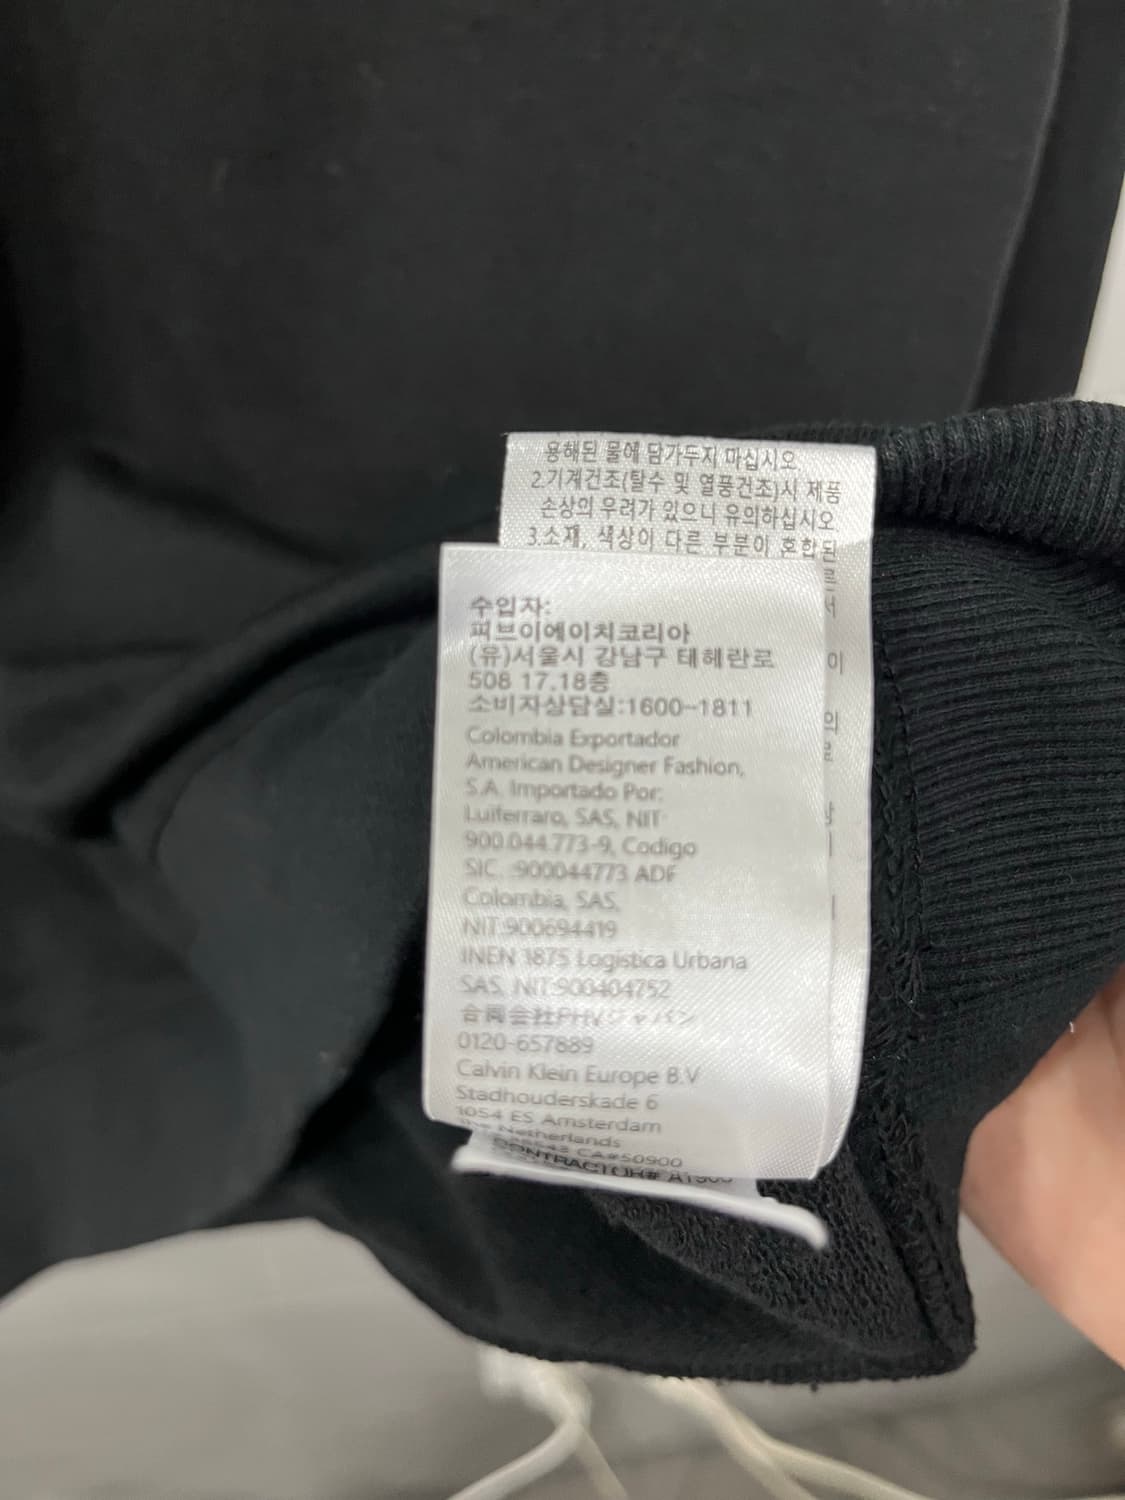 용해된 물에 담가두지 마십시오.
2.기계건조(탈수 및 열풍건조)시 제품
손상의 우려가 있으니 유의하십시오
3.소재, 색상이 다른 부분이 혼합된
수입자:
피브이에이치코리아
(유)서울시 강남구 테헤란로
508 17.18층
소비자상담실:1600-1811
Colombia Exportador
American Designer Fashion,
S.A. Importado Por:
Luiferraro, SAS, NIT:
900.044.773-9, Codigo
SIC. :900044773 ADF
Colombia, SAS,
NIT:900694419
INEN 1875 Logistica Urbana
SAS, NIT:900404752
合同会社PHVジャパン
0120-657889
Calvin Klein Europe B.V
Stadhouderskade 6
1054 ES Amsterdam
The Netherlands
CA#50900
CONTRACTOR#